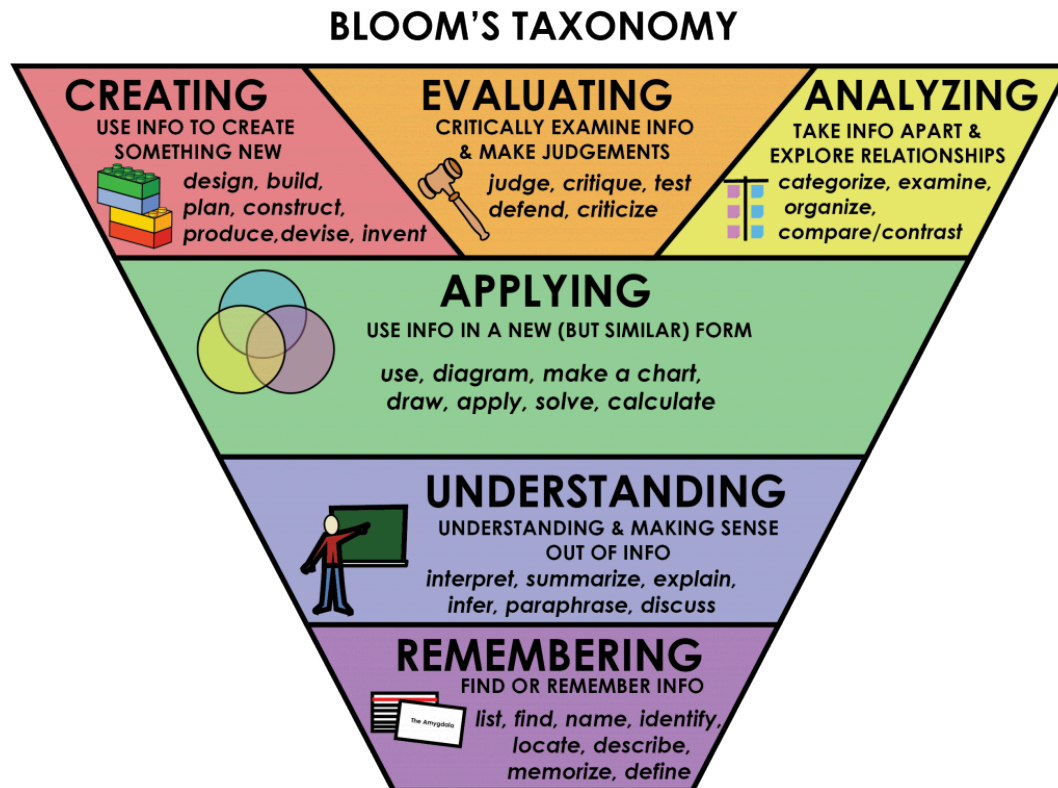 BLOOM'S TAXONOMY
CREATING
USE INFO TO CREATE
SOMETHING NEW
design, build,
plan, construct,
produce,devise, invent
EVALUATING
CRITICALLY EXAMINE INFO
& MAKE JUDGEMENTS
judge, critique, test
defend, criticize
ANALYZING
TAKE INFO APART &
EXPLORE RELATIONSHIPS
categorize, examine,
organize,
compare/contrast
APPLYING
USE INFO IN A NEW (BUT SIMILAR) FORM
use, diagram, make a chart,
draw, apply, solve, calculate
UNDERSTANDING
UNDERSTANDING & MAKING SENSE
OUT OF INFO
interpret, summarize, explain,
infer, paraphrase, discuss
REMEMBERING
FIND OR REMEMBER INFO
The Amygdala
list, find, name, identify,
locate, describe,
memorize, define